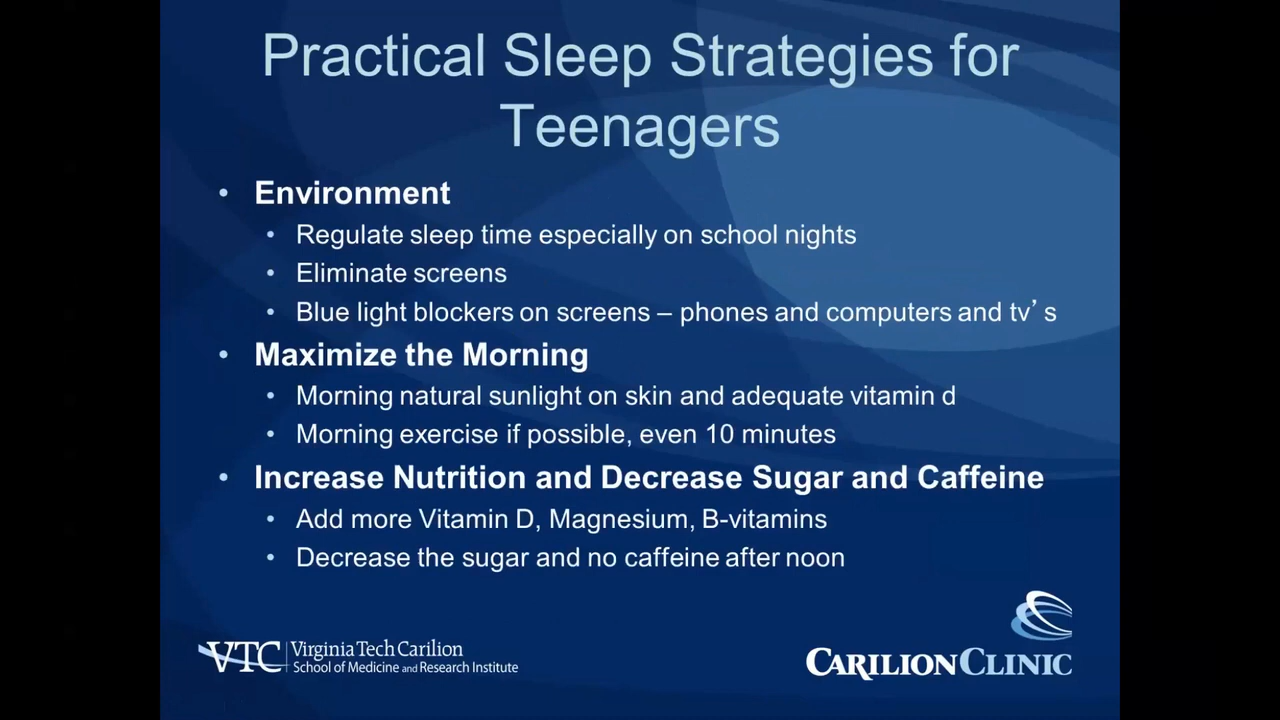 Practical Sleep Strategies for
Teenagers
• Environment
• Regulate sleep time especially on school nights
• Eliminate screens
• Blue light blockers on screens – phones and computers and tv’s
• Maximize the Morning
• Morning natural sunlight on skin and adequate vitamin d
• Morning exercise if possible, even 10 minutes
• Increase Nutrition and Decrease Sugar and Caffeine
• Add more Vitamin D, Magnesium, B-vitamins
• Decrease the sugar and no caffeine after noon
VTC Virginia Tech Carilion
School of Medicine and Research Institute
CARILION CLINIC